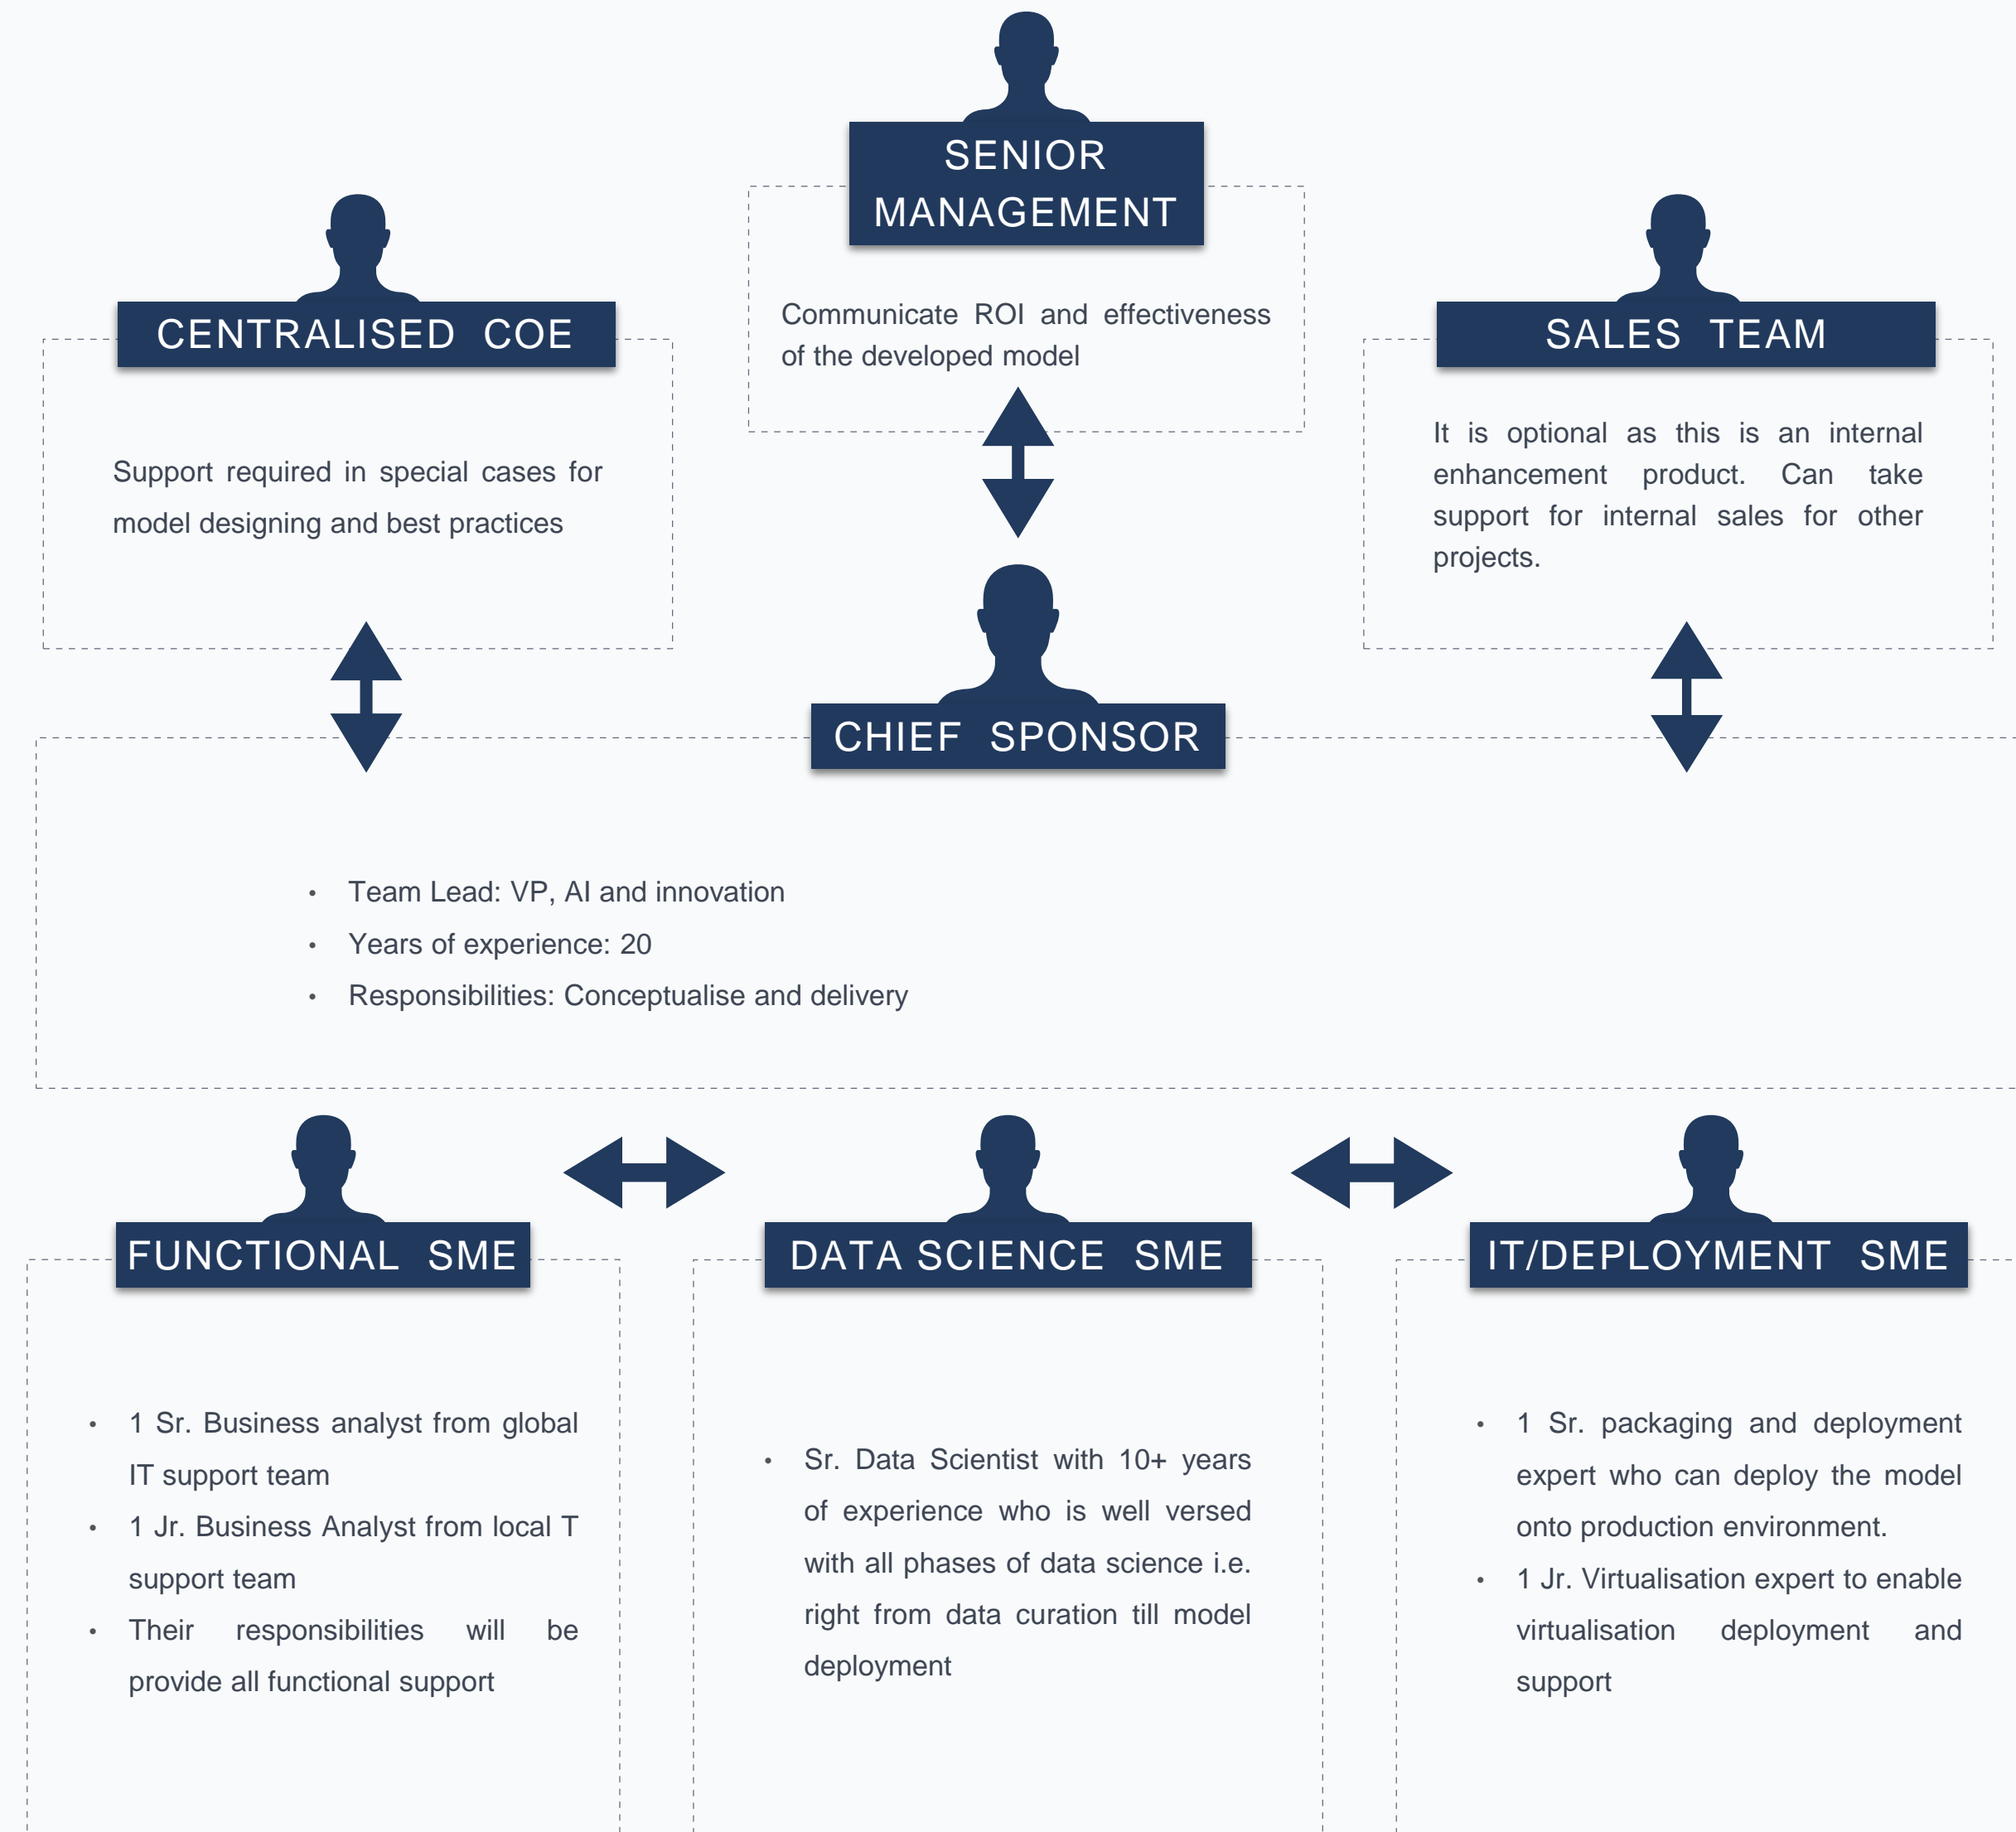 SENIOR
MANAGEMENT
Communicate ROI and effectiveness
of the developed model
CENTRALISED COE
Support required in special cases for
model designing and best practices
SALES TEAM
It is optional as this is an internal
enhancement product. Can take
support for internal sales for other
projects.
CHIEF SPONSOR
• Team Lead: VP, AI and innovation
• Years of experience: 20
• Responsibilities: Conceptualise and delivery
FUNCTIONAL SME
• 1 Sr. Business analyst from global
IT support team
• 1 Jr. Business Analyst from local T
support team
• Their responsibilities will be
provide all functional support
DATA SCIENCE SME
• Sr. Data Scientist with 10+ years
of experience who is well versed
with all phases of data science i.e.
right from data curation till model
deployment
IT/DEPLOYMENT SME
• 1 Sr. packaging and deployment
expert who can deploy the model
onto production environment.
• 1 Jr. Virtualisation expert to enable
virtualisation deployment and
support